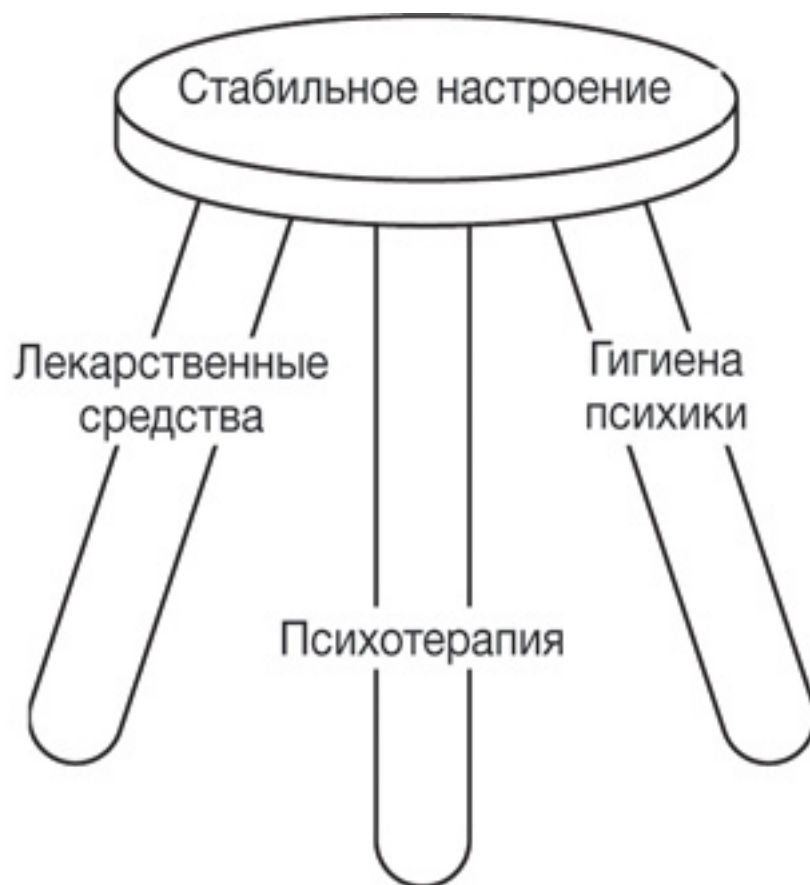 Стабильное настроение
Лекарственные
средства
Гигиена
психики
Психотерапия